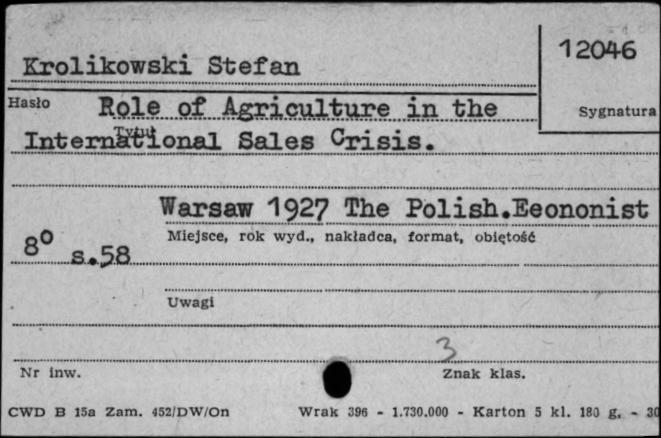 12046
Krolikowski Stefan
Hasło Role of Agriculture in the
Sygnatura
Tytuł
International Sales Crisis.
Warsaw 1927 The Polish.Eeononist
Miejsce, rok wyd., nakładca, format, obiętość
8o s.58
Uwagi
3
Nr inw. Znak klas.
CWD B 15a Zam. 452/DW/On Wrak 396 - 1.730.000 - Karton 5 kl. 180 g. - 30